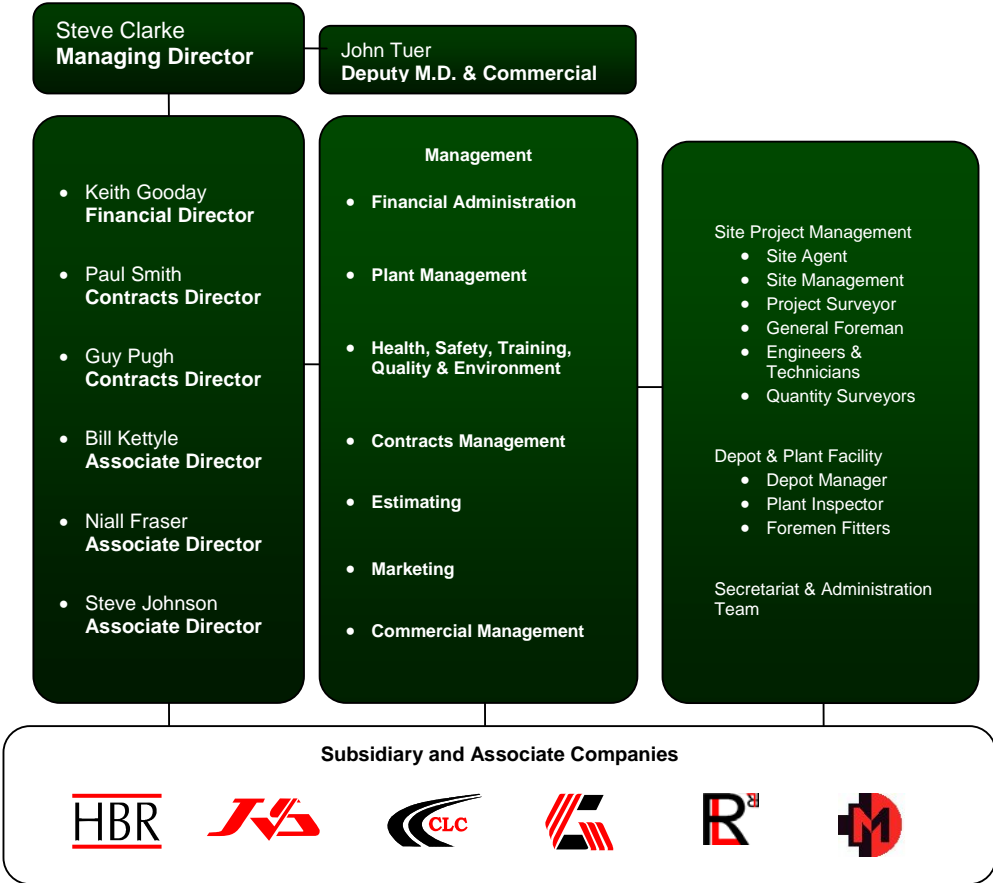 Steve Clarke
Managing Director
John Tuer
Deputy M.D. & Commercial
• Keith Gooday
Financial Director
• Paul Smith
Contracts Director
• Guy Pugh
Contracts Director
• Bill Kettyle
Associate Director
• Niall Fraser
Associate Director
• Steve Johnson
Associate Director
Management
• Financial Administration
• Plant Management
• Health, Safety, Training,
Quality & Environment
• Contracts Management
• Estimating
• Marketing
• Commercial Management
Site Project Management
• Site Agent
• Site Management
• Project Surveyor
• General Foreman
• Engineers &
Technicians
• Quantity Surveyors
Depot & Plant Facility
• Depot Manager
• Plant Inspector
• Foremen Fitters
Secretariat & Administration
Team
Subsidiary and Associate Companies
HBR
CLC
M